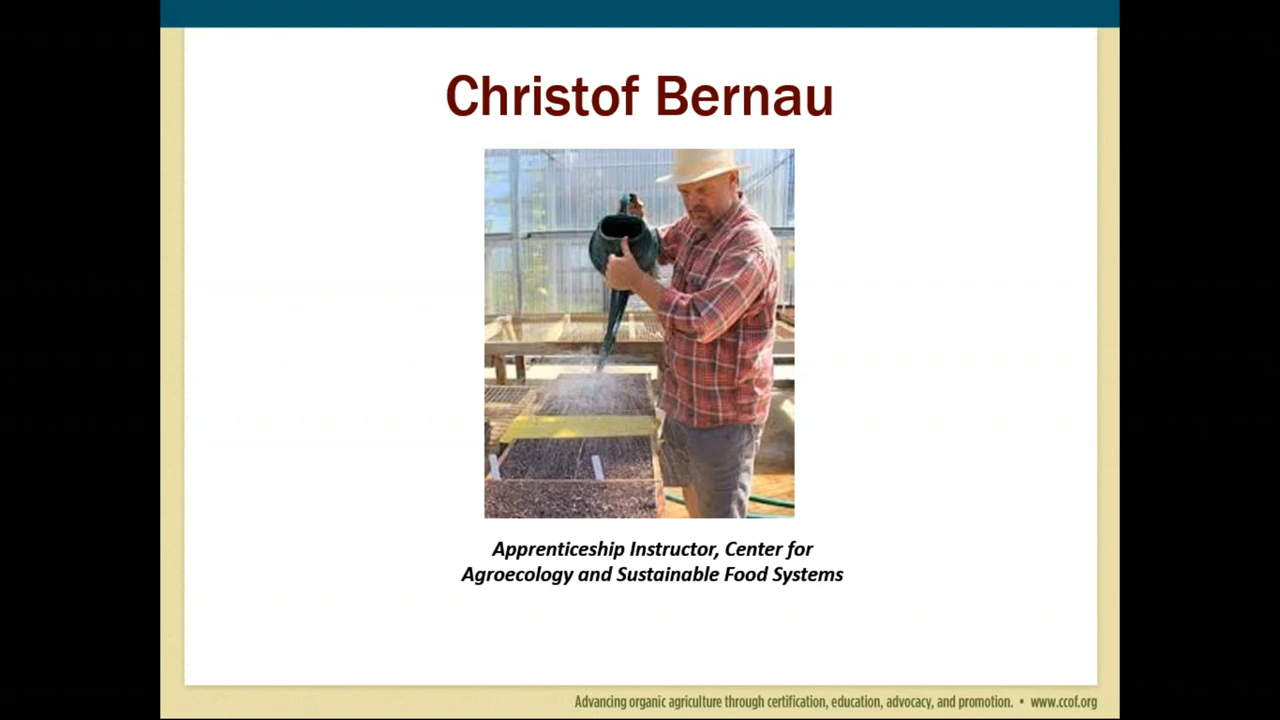 Christof Bernau
Apprenticeship Instructor, Center for
Agroecology and Sustainable Food Systems
Advancing organic agriculture through certification, education, advocacy, and promotion. • www.ccof.org